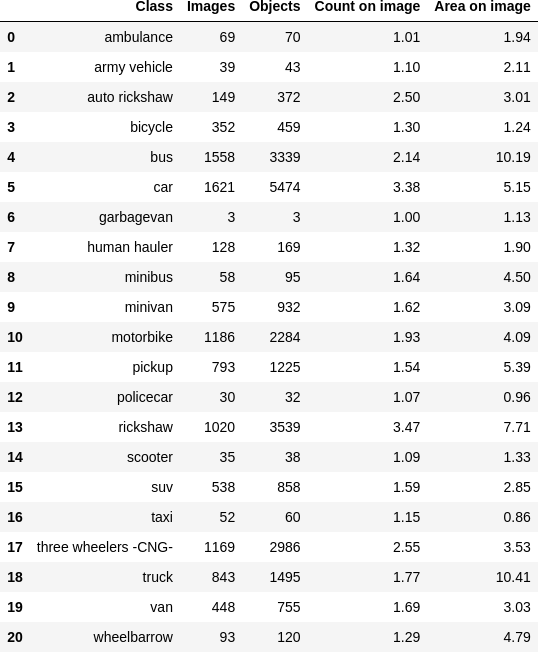 Class Images Objects Count on image Area on image
0 ambulance 69 70 1.01 1.94
1 army vehicle 39 43 1.10 2.11
2 auto rickshaw 149 372 2.50 3.01
3 bicycle 352 459 1.30 1.24
4 bus 1558 3339 2.14 10.19
5 car 1621 5474 3.38 5.15
6 garbagevan 3 3 1.00 1.13
7 human hauler 128 169 1.32 1.90
8 minibus 58 95 1.64 4.50
9 minivan 575 932 1.62 3.09
10 motorbike 1186 2284 1.93 4.09
11 pickup 793 1225 1.54 5.39
12 policecar 30 32 1.07 0.96
13 rickshaw 1020 3539 3.47 7.71
14 scooter 35 38 1.09 1.33
15 suv 538 858 1.59 2.85
16 taxi 52 60 1.15 0.86
17 three wheelers -CNG- 1169 2986 2.55 3.53
18 truck 843 1495 1.77 10.41
19 van 448 755 1.69 3.03
20 wheelbarrow 93 120 1.29 4.79